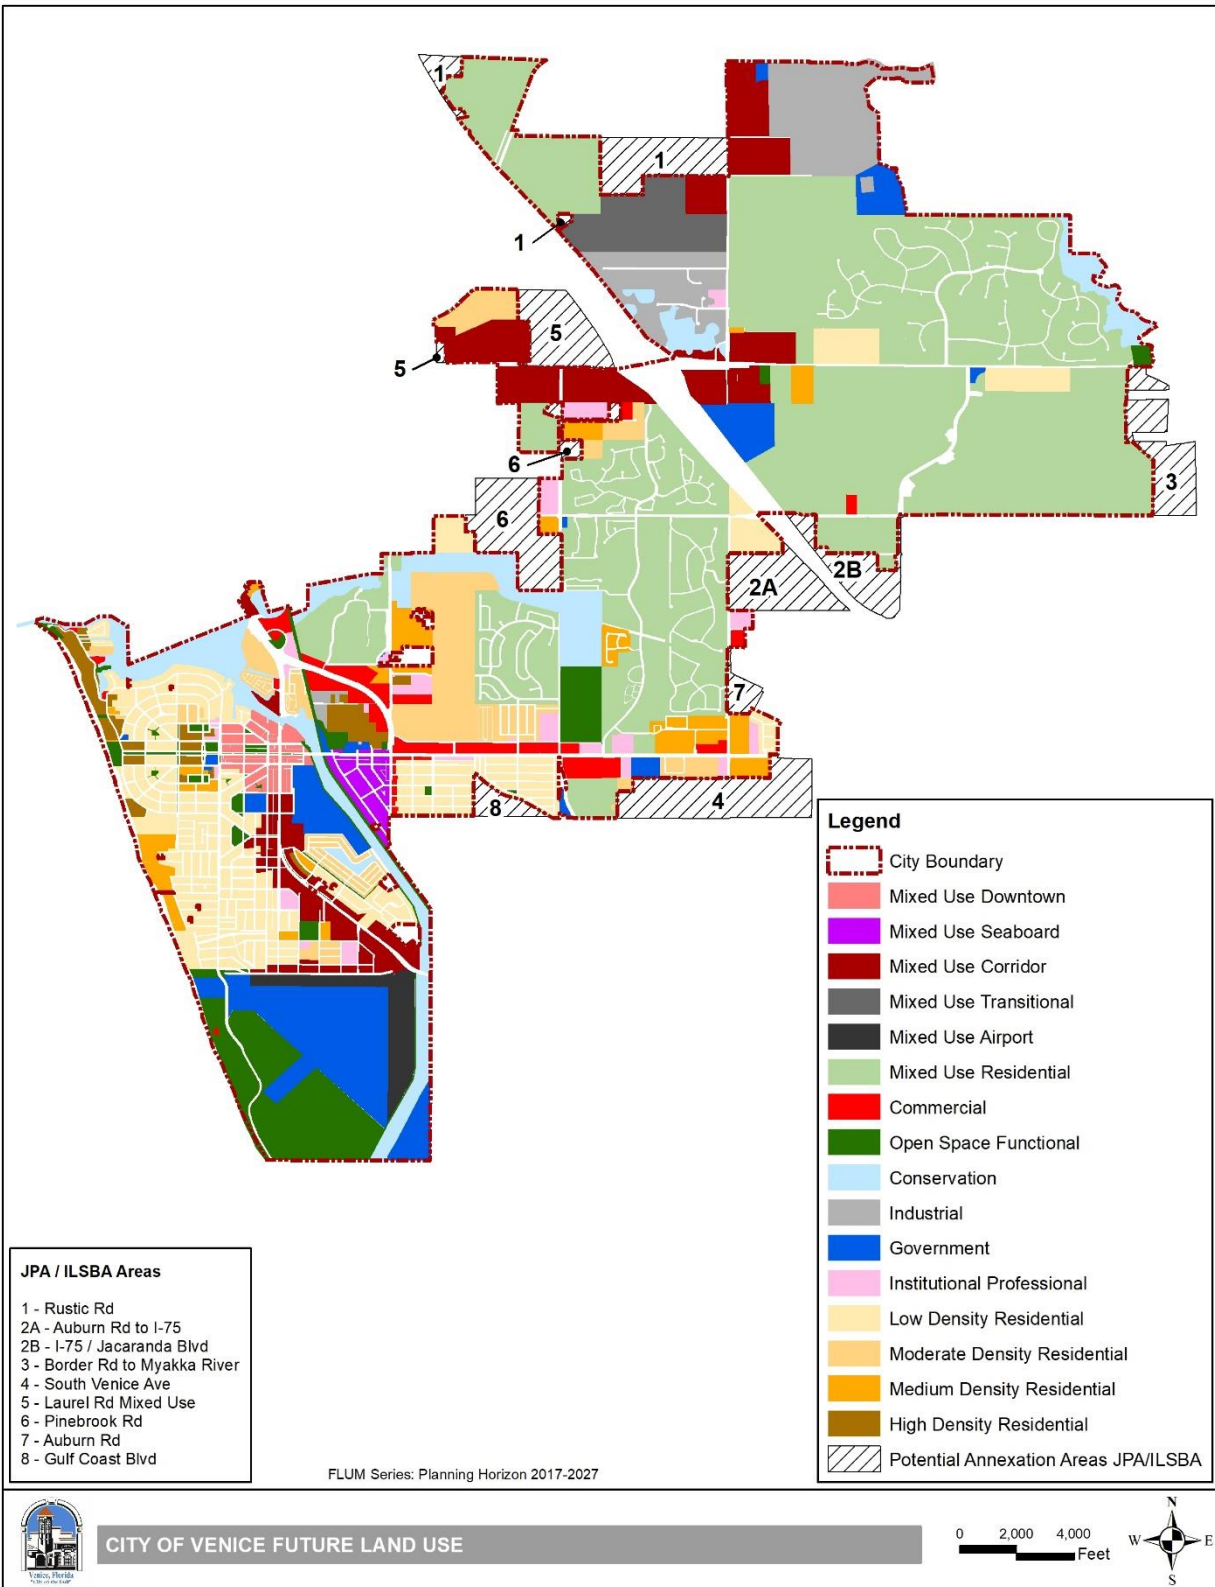 1
1
1
5
5
6
6
3
2A
2B
7
4
8
Legend
City Boundary
Mixed Use Downtown
Mixed Use Seaboard
Mixed Use Corridor
Mixed Use Transitional
Mixed Use Airport
Mixed Use Residential
Commercial
Open Space Functional
Conservation
Industrial
Government
Institutional Professional
Low Density Residential
Moderate Density Residential
Medium Density Residential
High Density Residential
Potential Annexation Areas JPA/ILSBA
JPA / ILSBA Areas
1 - Rustic Rd
2A - Auburn Rd to I-75
2B - I-75 / Jacaranda Blvd
3 - Border Rd to Myakka River
4 - South Venice Ave
5 - Laurel Rd Mixed Use
6 - Pinebrook Rd
7 - Auburn Rd
8 - Gulf Coast Blvd
FLUM Series: Planning Horizon 2017-2027
Venice, Florida
CITY OF VENICE FUTURE LAND USE
0 2,000 4,000
Feet
N
W E
S